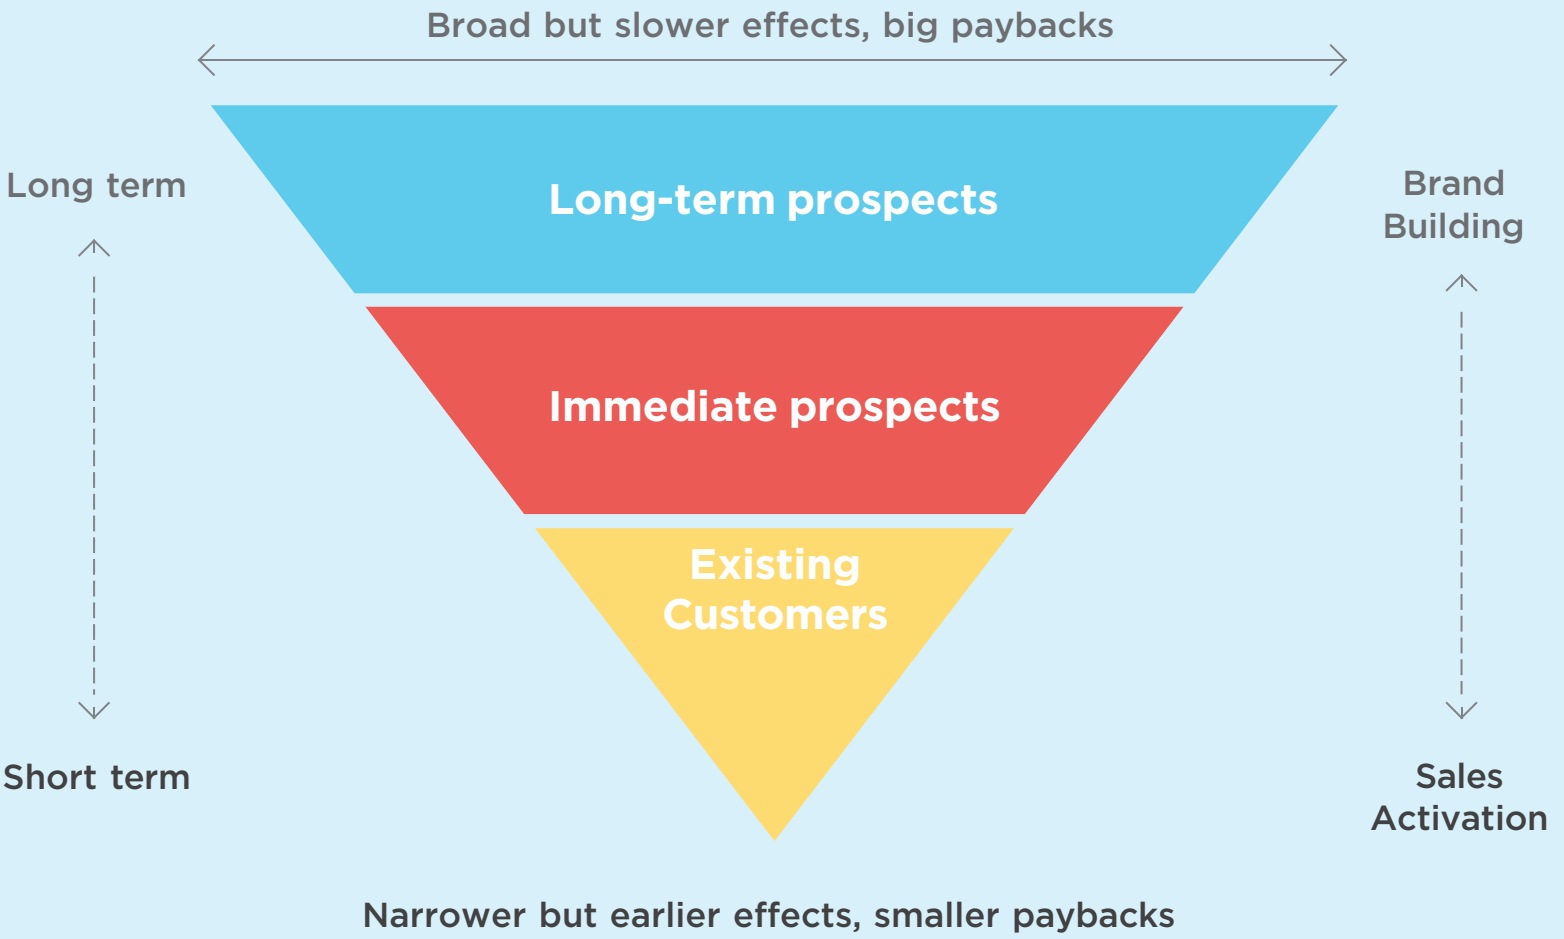 Broad but slower effects, big paybacks
Long term
Long-term prospects
Brand
Building
Immediate prospects
Existing
Customers
Short term
Sales
Activation
Narrower but earlier effects, smaller paybacks